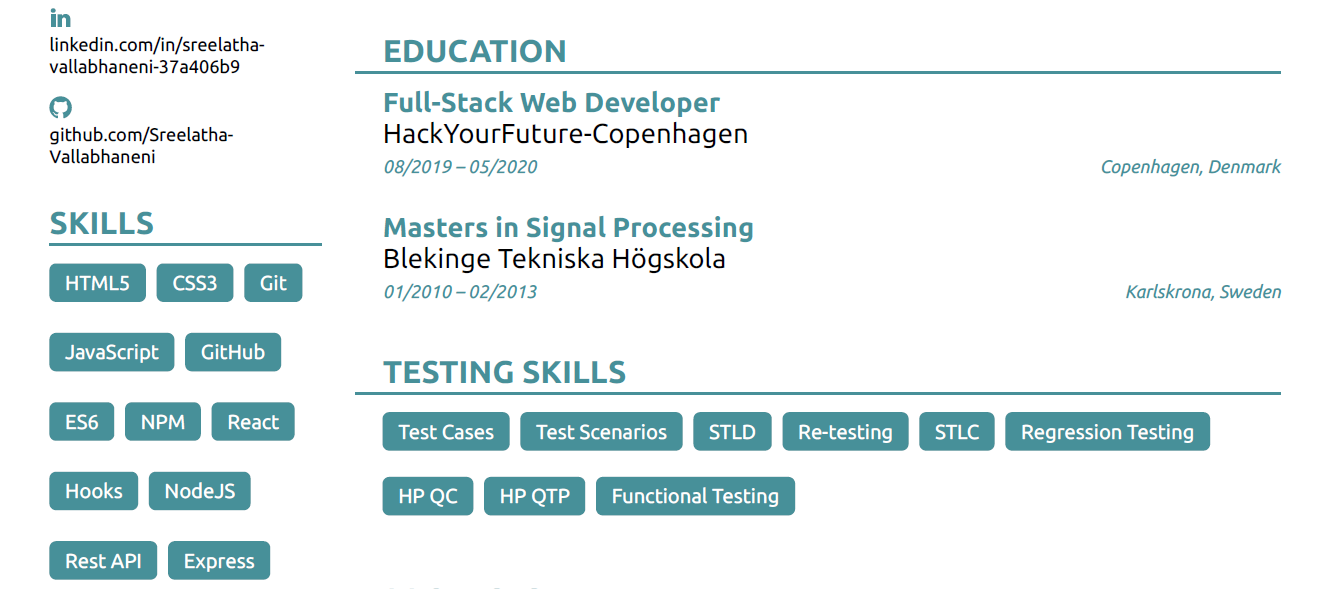 linkedin.com/in/sreelatha-
vallabhaneni-37a406b9
github.com/Sreelatha-
Vallabhaneni
SKILLS
HTML5 CSS3 Git
JavaScript GitHub
ES6 NPM React
Hooks NodeJS
Rest API Express
EDUCATION
Full-Stack Web Developer
HackYourFuture-Copenhagen
08/2019 – 05/2020 Copenhagen, Denmark
Masters in Signal Processing
Blekinge Tekniska Högskola
01/2010 – 02/2013 Karlskrona, Sweden
TESTING SKILLS
Test Cases Test Scenarios STLD Re-testing STLC Regression Testing
HP QC HP QTP Functional Testing